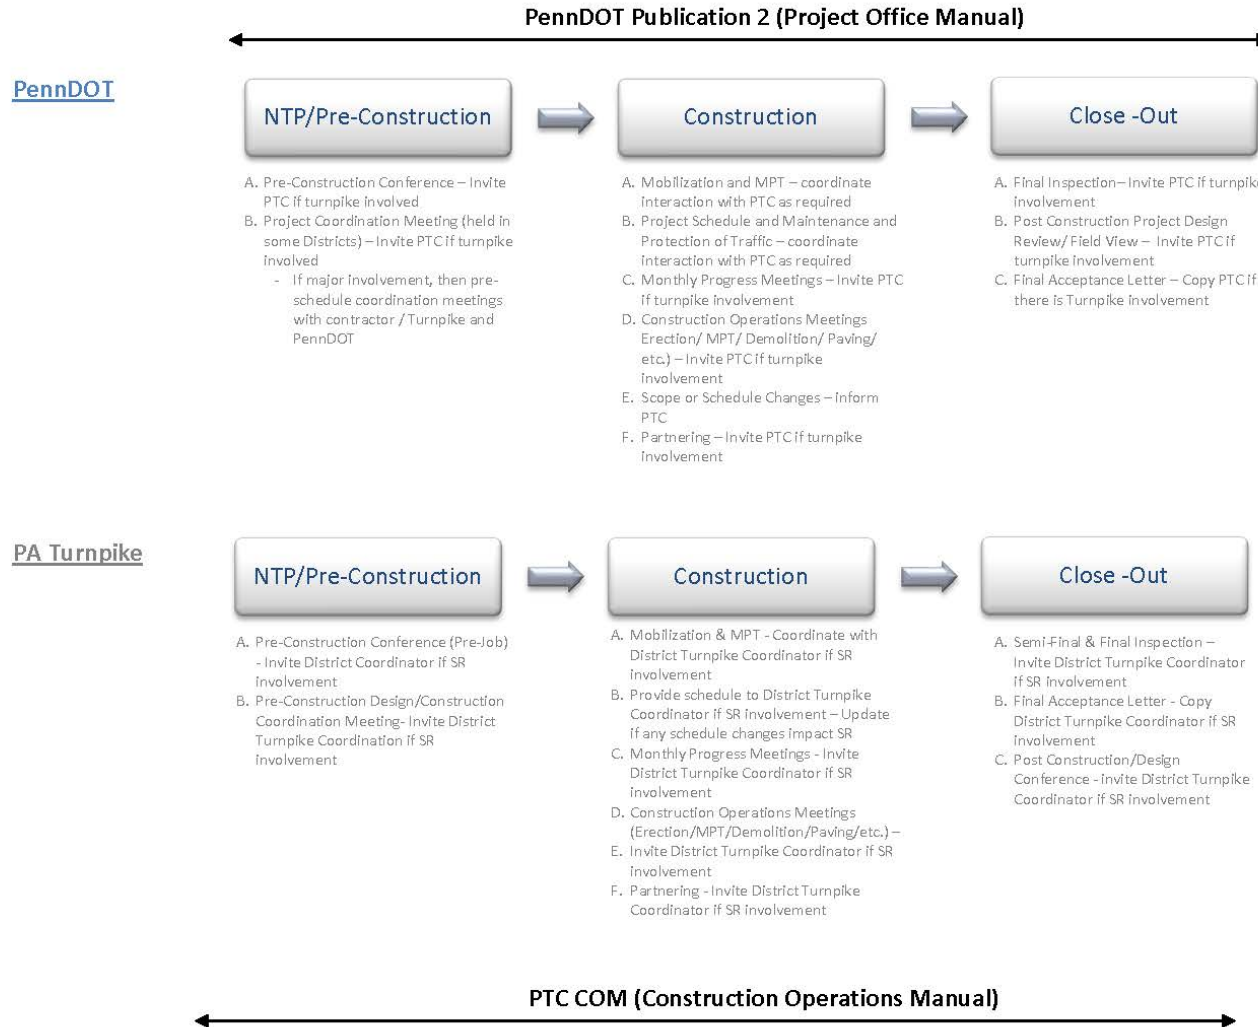 PennDOT Publication 2 (Project Office Manual)
PennDOT
NTP/Pre-Construction
Construction
Close -Out
A. Pre-Construction Conference – Invite
PTC if turnpike involved
B. Project Coordination Meeting (held in
some Districts) – Invite PTC if turnpike
involved
- If major involvement, then pre-
schedule coordination meetings
with contractor / Turnpike and
PennDOT
A. Mobilization and MPT – coordinate
interaction with PTC as required
B. Project Schedule and Maintenance and
Protection of Traffic – coordinate
interaction with PTC as required
C. Monthly Progress Meetings – Invite PTC
if turnpike involvement
D. Construction Operations Meetings
Erection/ MPT/ Demolition/ Paving/
etc.) – Invite PTC if turnpike
involvement
E. Scope or Schedule Changes – inform
PTC
F. Partnering – Invite PTC if turnpike
involvement
A. Final Inspection– Invite PTC if turnpike
involvement
B. Post Construction Project Design
Review/ Field View – Invite PTC if
turnpike involvement
C. Final Acceptance Letter – Copy PTC if
there is Turnpike involvement
PA Turnpike
NTP/Pre-Construction
Construction
Close -Out
A. Pre-Construction Conference (Pre-Job)
- Invite District Coordinator if SR
involvement
B. Pre-Construction Design/Construction
Coordination Meeting- Invite District
Turnpike Coordination if SR
involvement
A. Mobilization & MPT - Coordinate with
District Turnpike Coordinator if SR
involvement
B. Provide schedule to District Turnpike
Coordinator if SR involvement – Update
if any schedule changes impact SR
C. Monthly Progress Meetings - Invite
District Turnpike Coordinator if SR
involvement
D. Construction Operations Meetings
(Erection/MPT/Demolition/Paving/etc.) –
E. Invite District Turnpike Coordinator if SR
involvement
F. Partnering - Invite District Turnpike
Coordinator if SR involvement
A. Semi-Final & Final Inspection –
Invite District Turnpike Coordinator
if SR involvement
B. Final Acceptance Letter - Copy
District Turnpike Coordinator if SR
involvement
C. Post Construction/Design
Conference - invite District Turnpike
Coordinator if SR involvement
PTC COM (Construction Operations Manual)